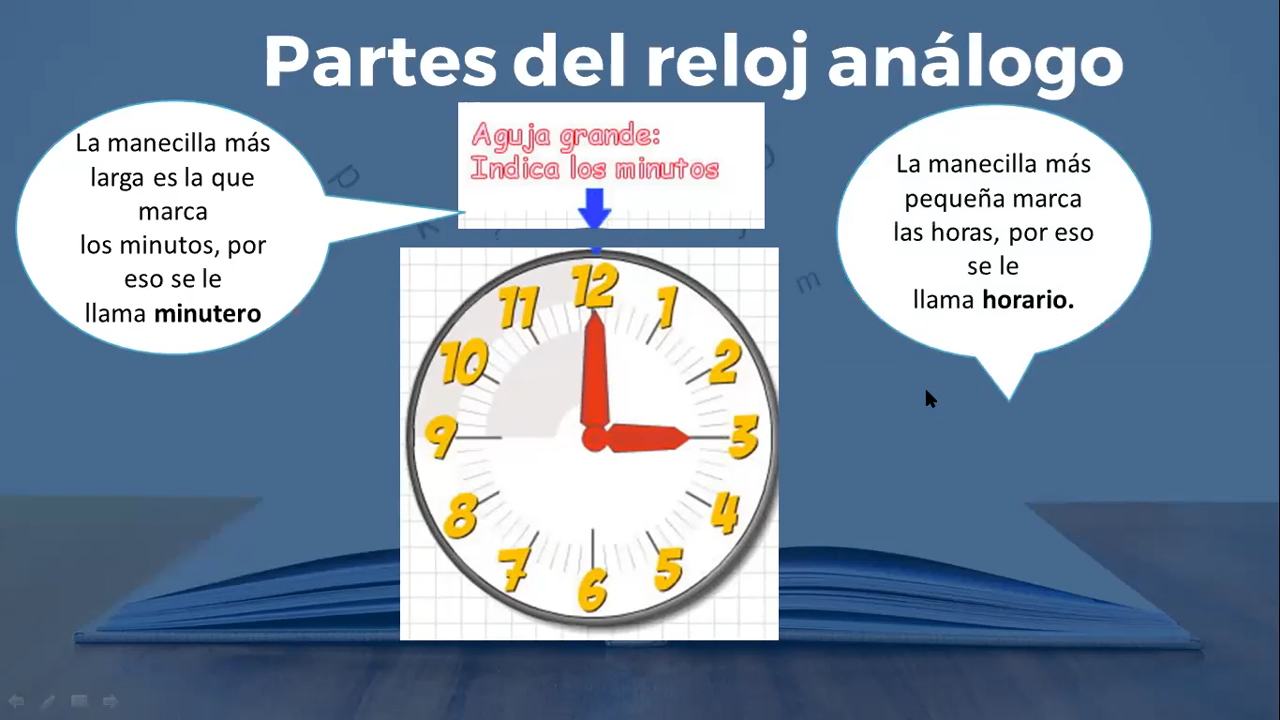 Partes del reloj análogo
La manecilla más
larga es la que
marca
los minutos, por
eso se le
llama minutero
Aguja grande:
Indica los minutos
La manecilla más
pequeña marca
las horas, por eso
se le
llama horario.
12
11
1
10
2
9
3
8
4
7
5
6
m